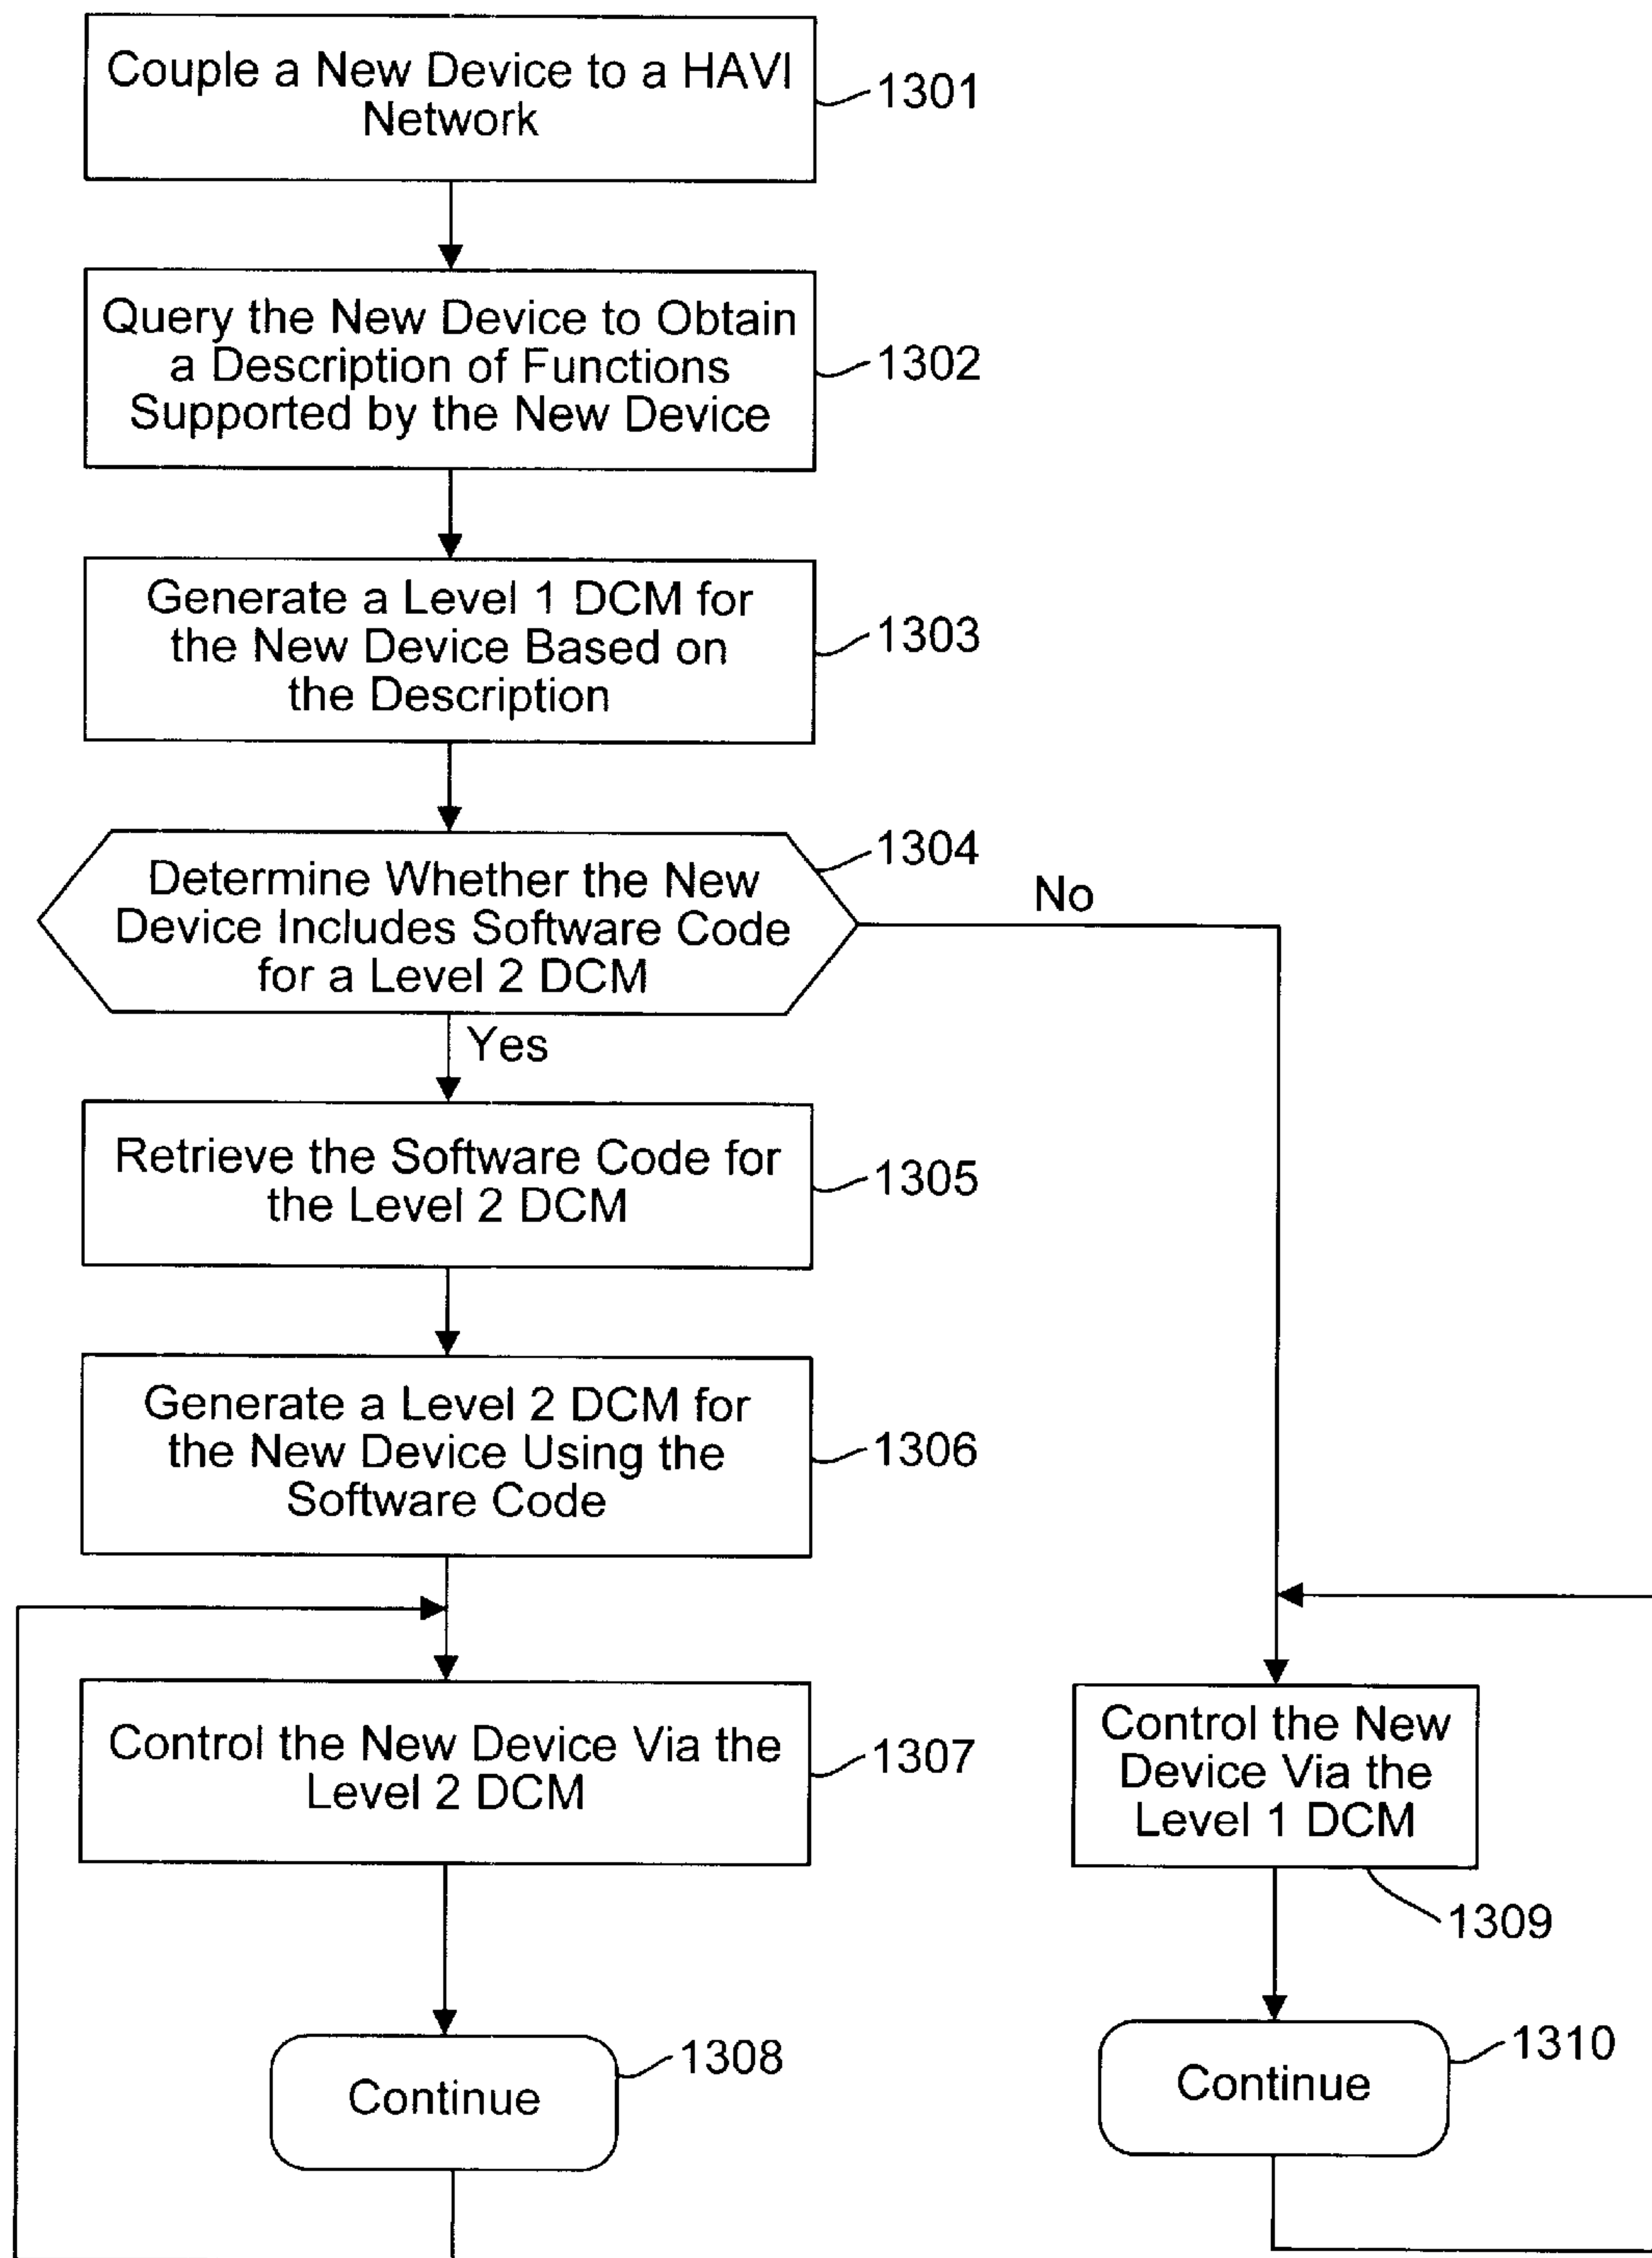 Couple a New Device to a HAVI
Network
1301
Query the New Device to Obtain
a Description of Functions
Supported by the New Device
1302
Generate a Level 1 DCM for
the New Device Based on
the Description
1303
Determine Whether the New
Device Includes Software Code
for a Level 2 DCM
1304
No
Yes
Retrieve the Software Code for
the Level 2 DCM
1305
Generate a Level 2 DCM for
the New Device Using the
Software Code
1306
Control the New Device Via the
Level 2 DCM
1307
Control the New
Device Via the
Level 1 DCM
1309
Continue
1308
Continue
1310